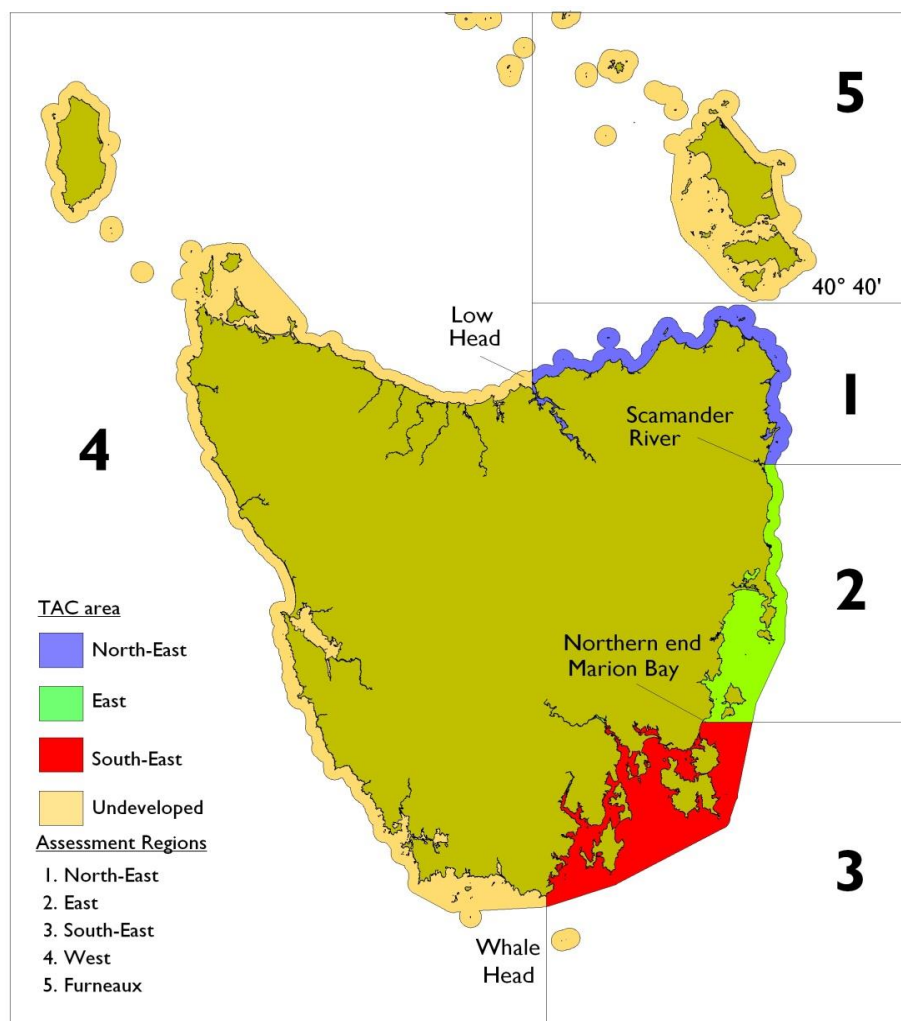 5
40° 40'
Low
Head
1
Scamander
River
4
2
TAC area
North-East
Northern end
Marion Bay
East
South-East
Undeveloped
Assessment Regions
1. North-East
2. East
3. South-East
4. West
5. Furneaux
3
Whale
Head